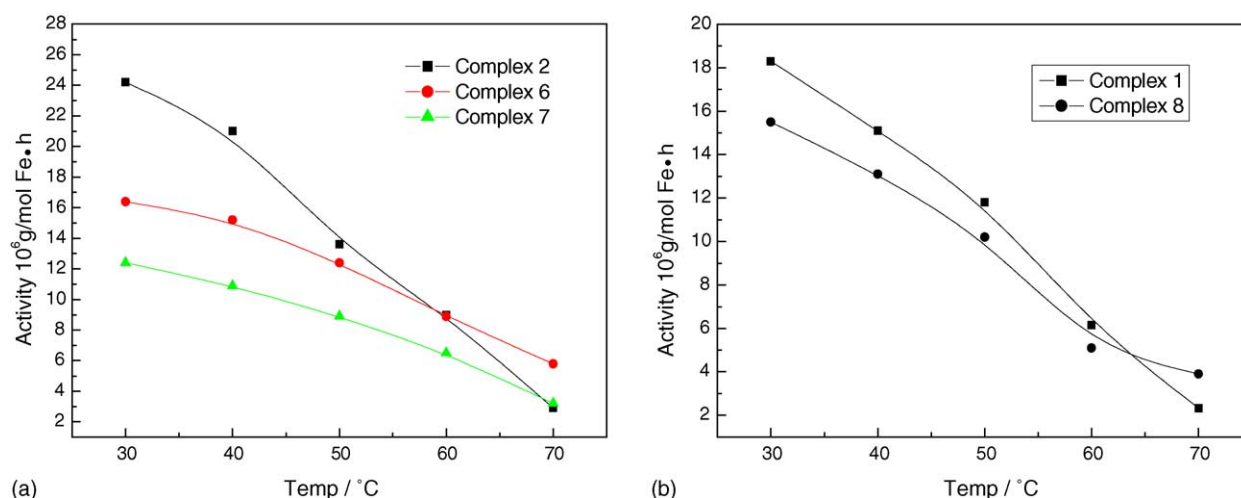 28
26
24
22
20
18
16
14
12
10
8
6
4
2
Activity 10⁶g/mol Fe•h
Complex 2
Complex 6
Complex 7
30 40 50 60 70
Temp / °C
(a)
20
18
16
14
12
10
8
6
4
2
Activity 10⁶g/mol Fe•h
Complex 1
Complex 8
30 40 50 60 70
Temp / °C
(b)